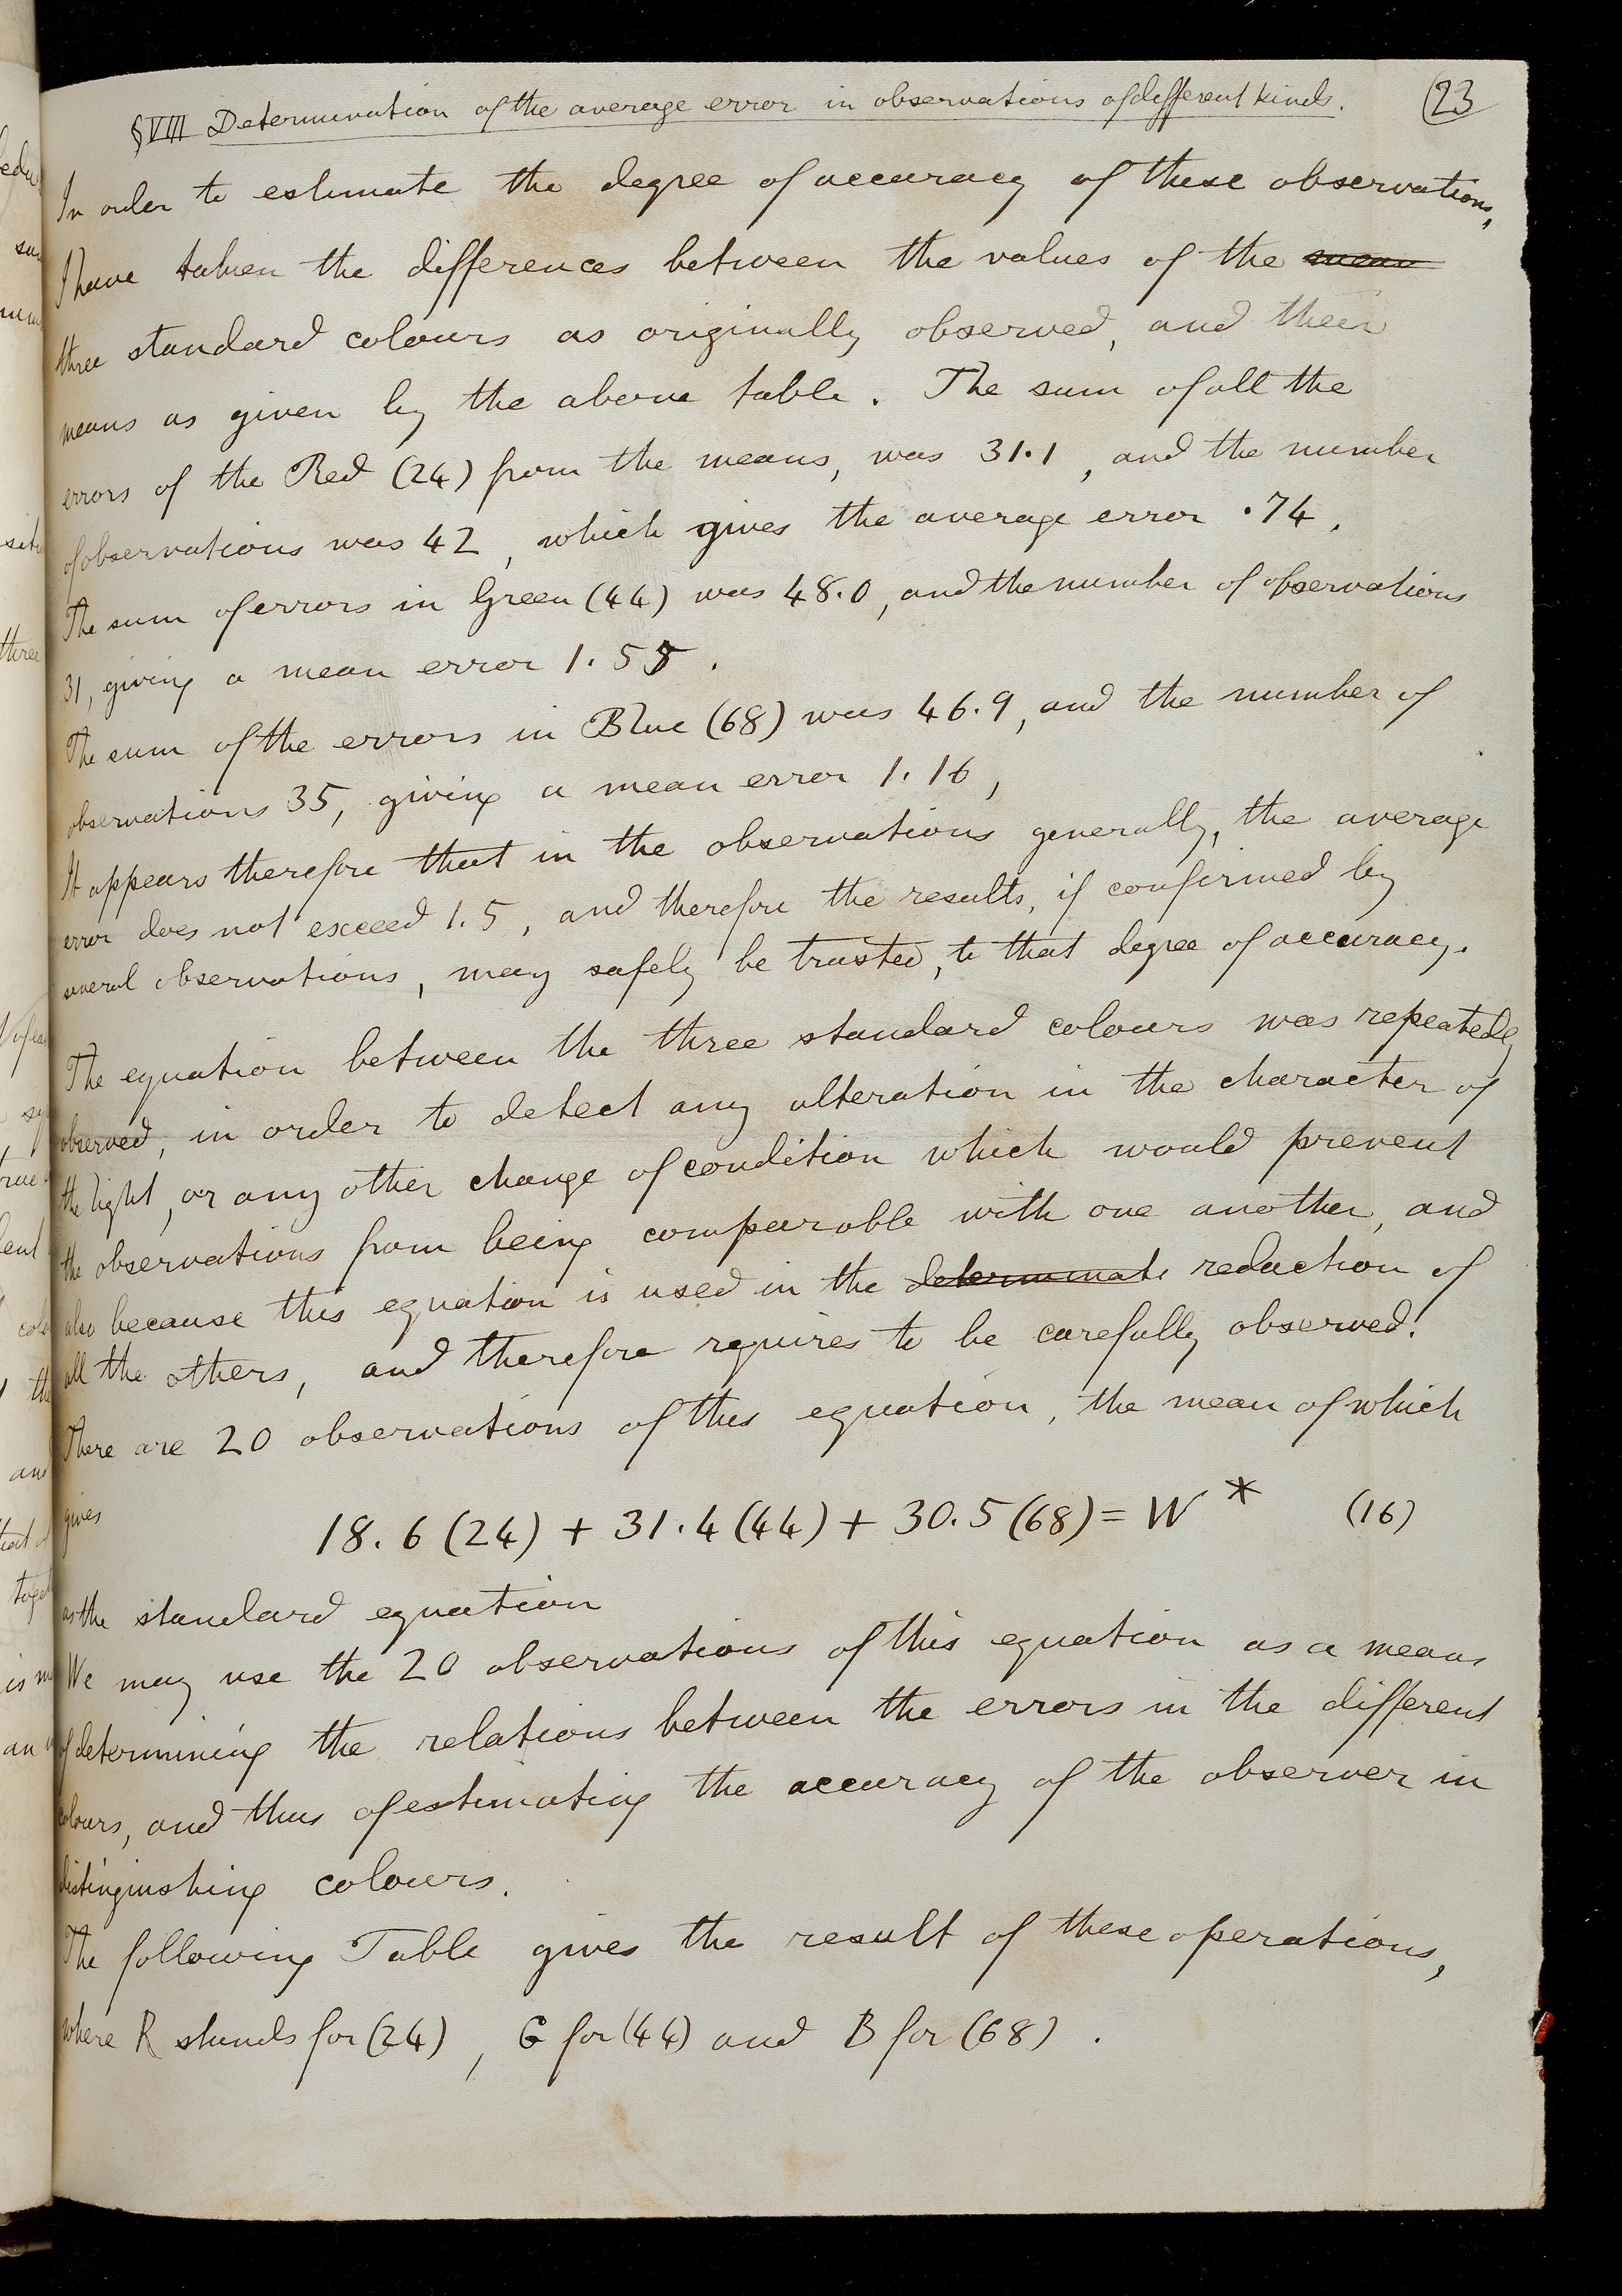 §VIII Determination of the average error in observations of different kinds. (23)
In order to estimate the degree of accuracy of these observations,
I have taken the differences between the values of the mean
three standard colours as originally observed, and their
means as given by the above table. The sum of all the
errors of the Red (24) from the means, was 31.1, and the number
of observations was 42, which gives the average error .74.
The sum of errors in Green (44) was 48.0, and the number of observations
31, giving a mean error 1.55.
The sum of the errors in Blue (68) was 46.9, and the number of
observations 35, giving a mean error 1.16,
It appears therefore that in the observations generally, the average
error does not exceed 1.5, and therefore the results, if confirmed by
several observations, may safely be trusted, to that degree of accuracy.
The equation between the three standard colours was repeatedly
observed, in order to detect any alteration in the character of
the light, or any other change of condition which would prevent
the observations from being comparable with one another, and
also because this equation is used in the determinate reduction of
all the others, and therefore requires to be carefully observed.
There are 20 observations of this equation, the mean of which
gives
18.6 (24) + 31.4 (44) + 30.5 (68) = W * (16)
as the standard equation
We may use the 20 observations of this equation as a means
of determining the relations between the errors in the different
colours, and thus of estimating the accuracy of the observer in
distinguishing colours.
The following Table gives the result of these operations,
where R stands for (24), G for (44) and B for (68).